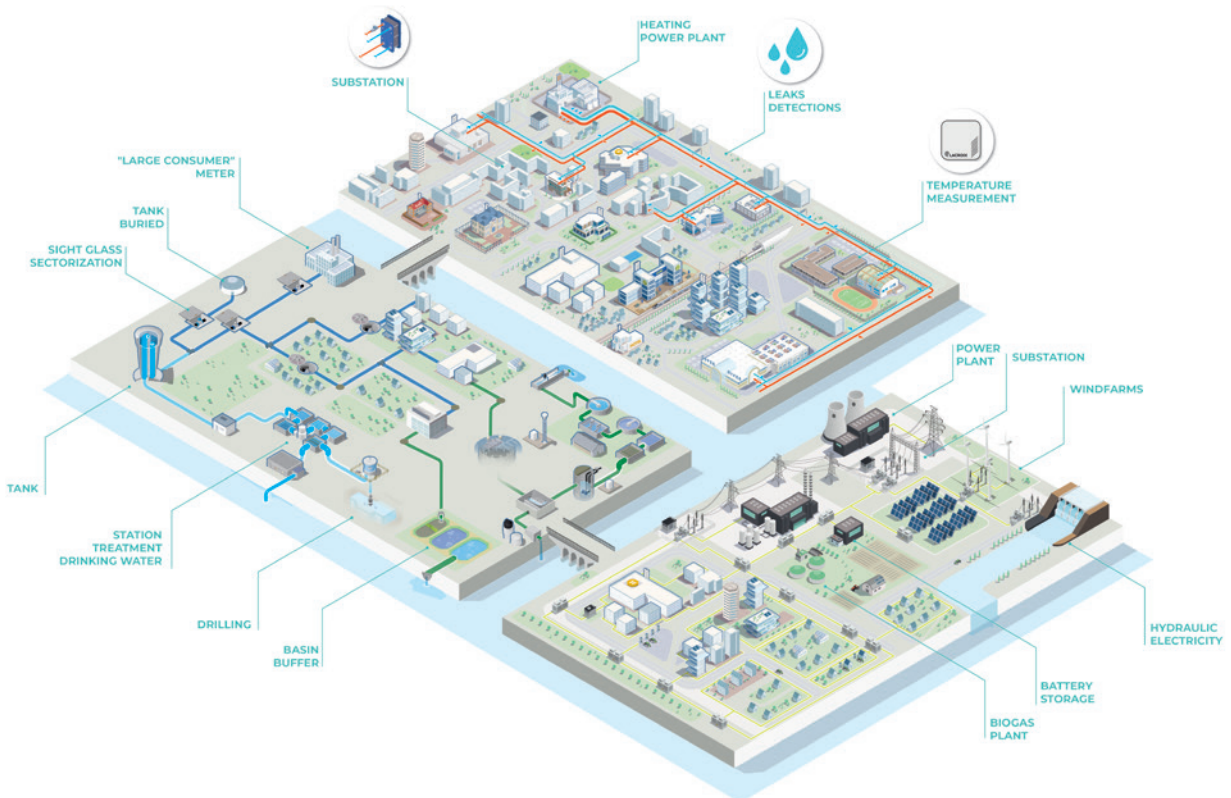 HEATING
POWER PLANT
SUBSTATION
LEAKS
DETECTIONS
"LARGE CONSUMER"
METER
LACROIX
TEMPERATURE
MEASUREMENT
TANK
BURIED
SIGHT GLASS
SECTORIZATION
POWER
PLANT
SUBSTATION
WINDFARMS
TANK
STATION
TREATMENT
DRINKING WATER
DRILLING
BASIN
BUFFER
HYDRAULIC
ELECTRICITY
BATTERY
STORAGE
BIOGAS
PLANT